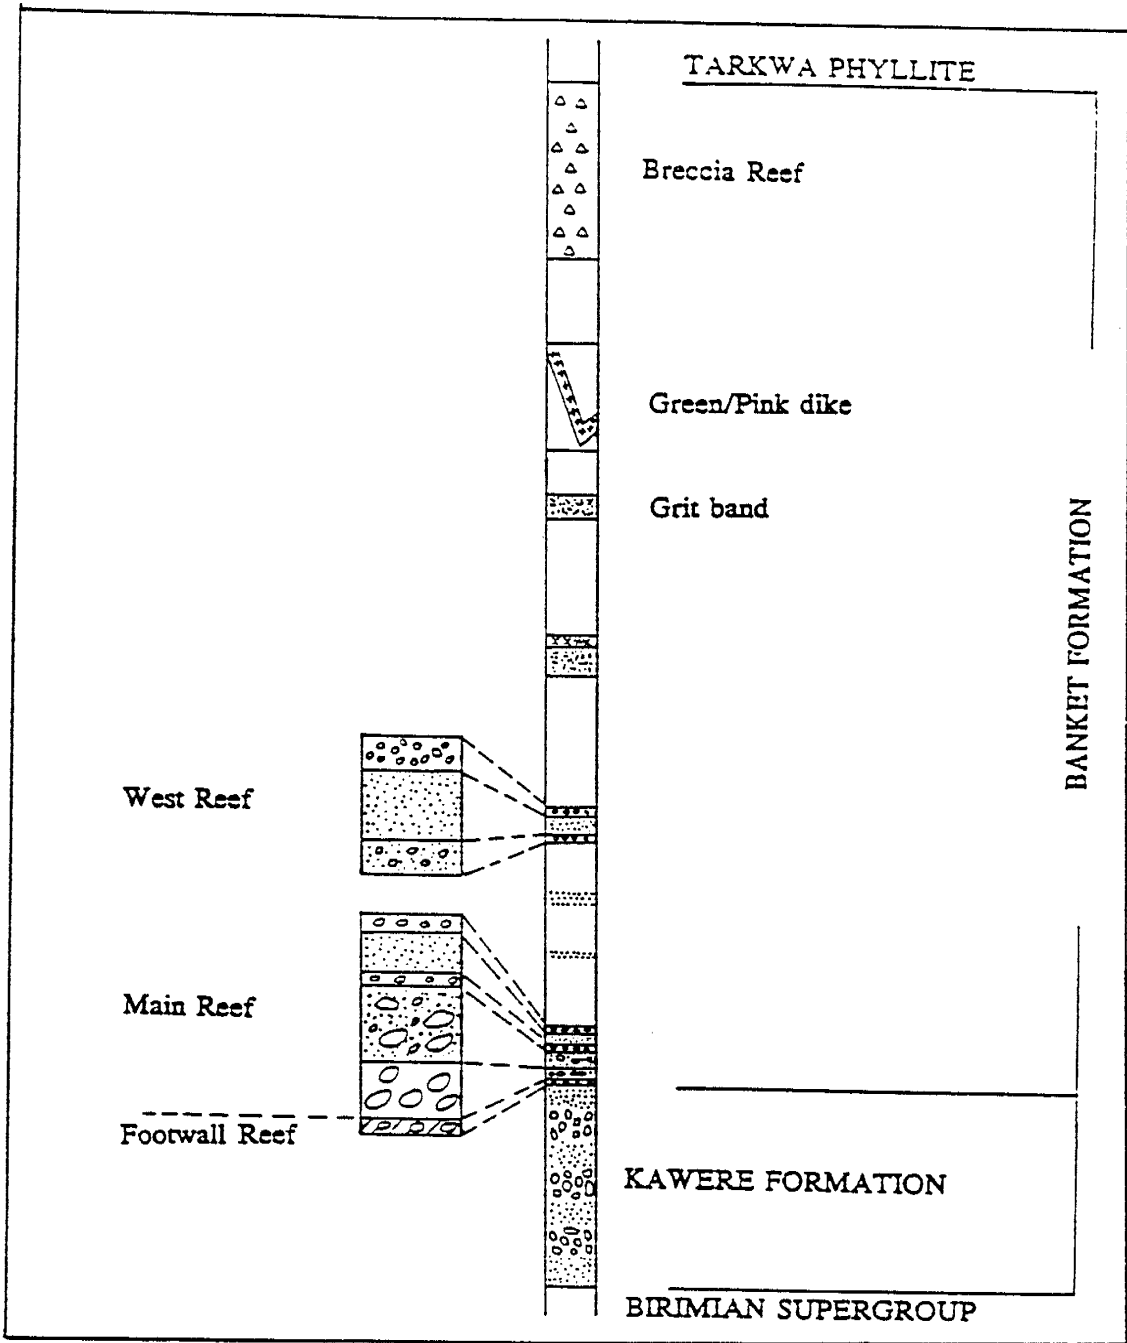 TARKWA PHYLLITE
Breccia Reef
Green/Pink dike
Grit band
BANKET FORMATION
West Reef
Main Reef
Footwall Reef
KAWERE FORMATION
BIRIMIAN SUPERGROUP